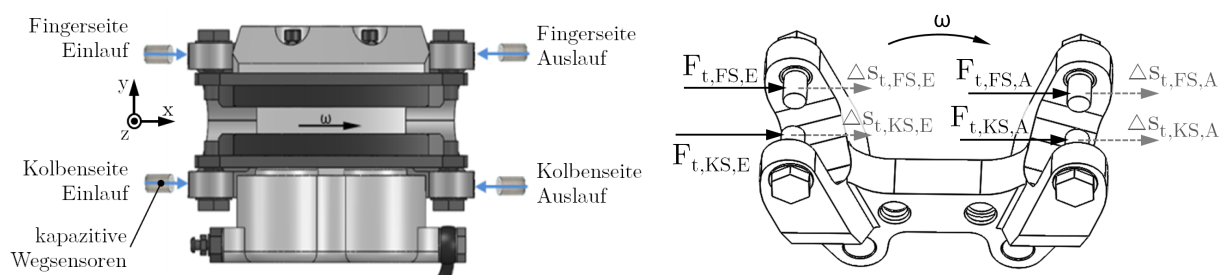 Fingerseite
Einlauf
Fingerseite
Auslauf
y
x
z
ω
Kolbenseite
Einlauf
Kolbenseite
Auslauf
kapazitive
Wegsensoren
ω
F_t,FS,E
△s_t,FS,E
F_t,FS,A
△s_t,FS,A
F_t,KS,E
△s_t,KS,E
F_t,KS,A
△s_t,KS,A